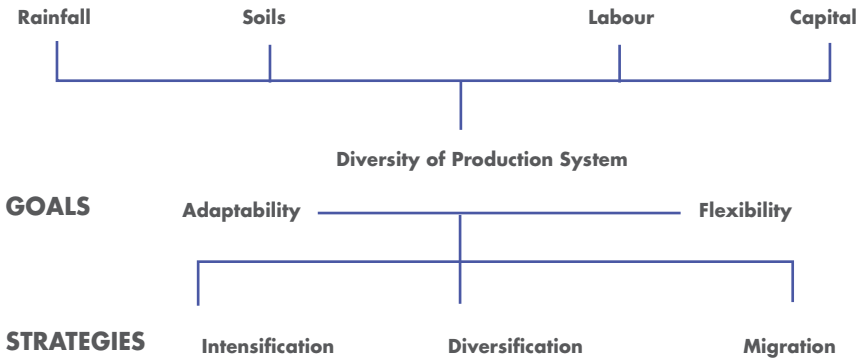 Rainfall Soils Labour Capital
Diversity of Production System
GOALS Adaptability Flexibility
STRATEGIES Intensification Diversification Migration